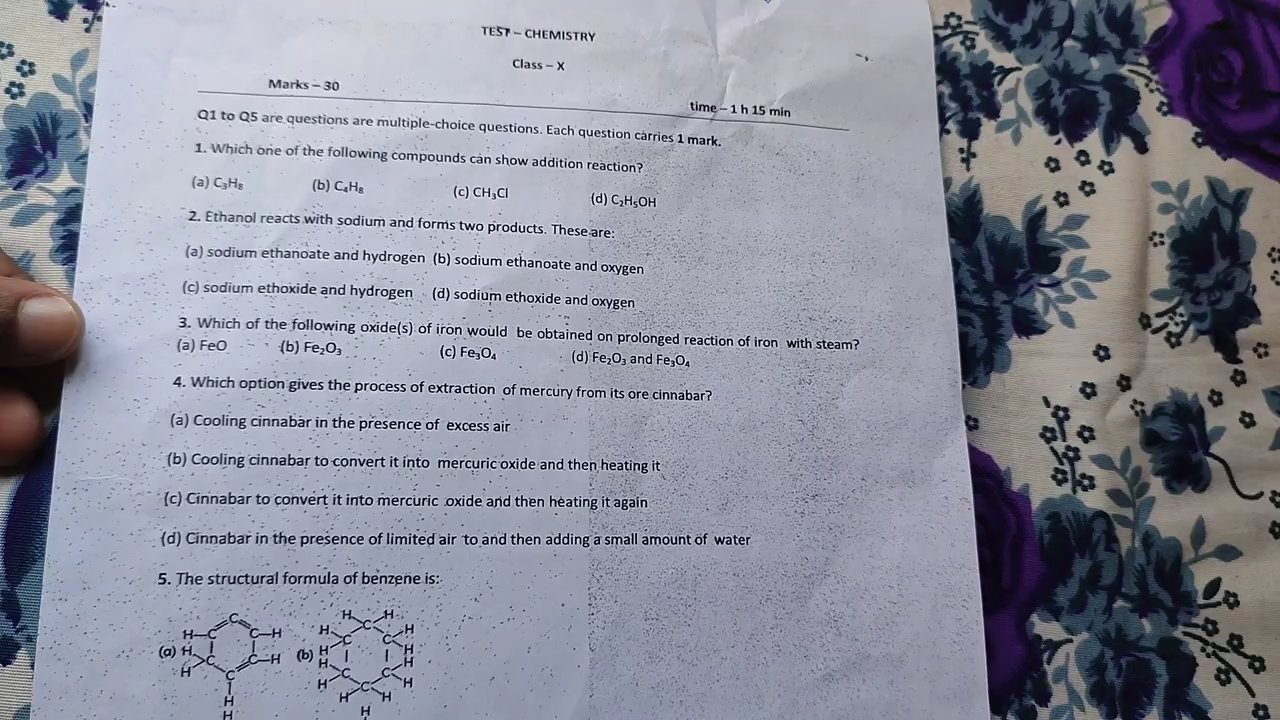 TEST – CHEMISTRY
Class – X
Marks – 30
time – 1 h 15 min
Q1 to Q5 are questions are multiple-choice questions. Each question carries 1 mark.
1. Which one of the following compounds can show addition reaction?
(a) C₃H₈ (b) C₄H₈ (c) CH₃Cl (d) C₂H₅OH
2. Ethanol reacts with sodium and forms two products. These are:
(a) sodium ethanoate and hydrogen (b) sodium ethanoate and oxygen
(c) sodium ethoxide and hydrogen (d) sodium ethoxide and oxygen
3. Which of the following oxide(s) of iron would be obtained on prolonged reaction of iron with steam?
(a) FeO (b) Fe₂O₃ (c) Fe₃O₄ (d) Fe₂O₃ and Fe₃O₄
4. Which option gives the process of extraction of mercury from its ore cinnabar?
(a) Cooling cinnabar in the presence of excess air
(b) Cooling cinnabar to convert it into mercuric oxide and then heating it
(c) Cinnabar to convert it into mercuric oxide and then heating it again
(d) Cinnabar in the presence of limited air to and then adding a small amount of water
5. The structural formula of benzene is:
(a) (b)